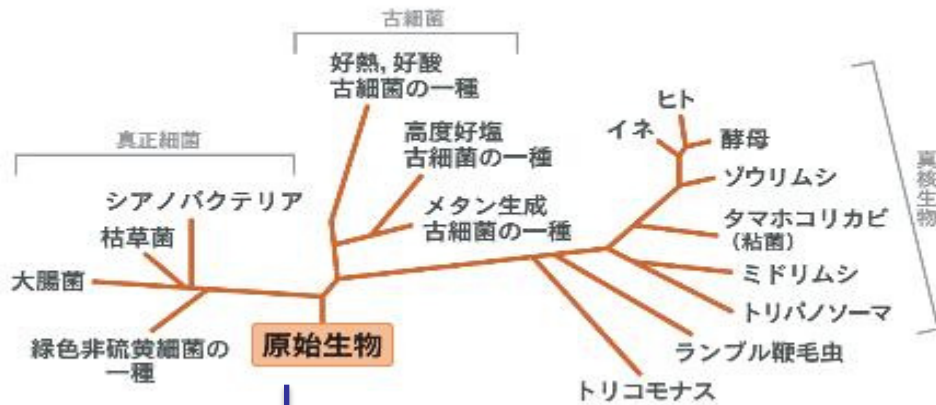 古細菌
好熱, 好酸
古細菌の一種
高度好塩
古細菌の一種
メタン生成
古細菌の一種
真正細菌
シアノバクテリア
枯草菌
大腸菌
緑色非硫黄細菌の
一種
原始生物
ヒト
イネ
酵母
ゾウリムシ
タマホコリカビ
(粘菌)
ミドリムシ
トリパノソーマ
ランブル鞭毛虫
トリコモナス
真核生物